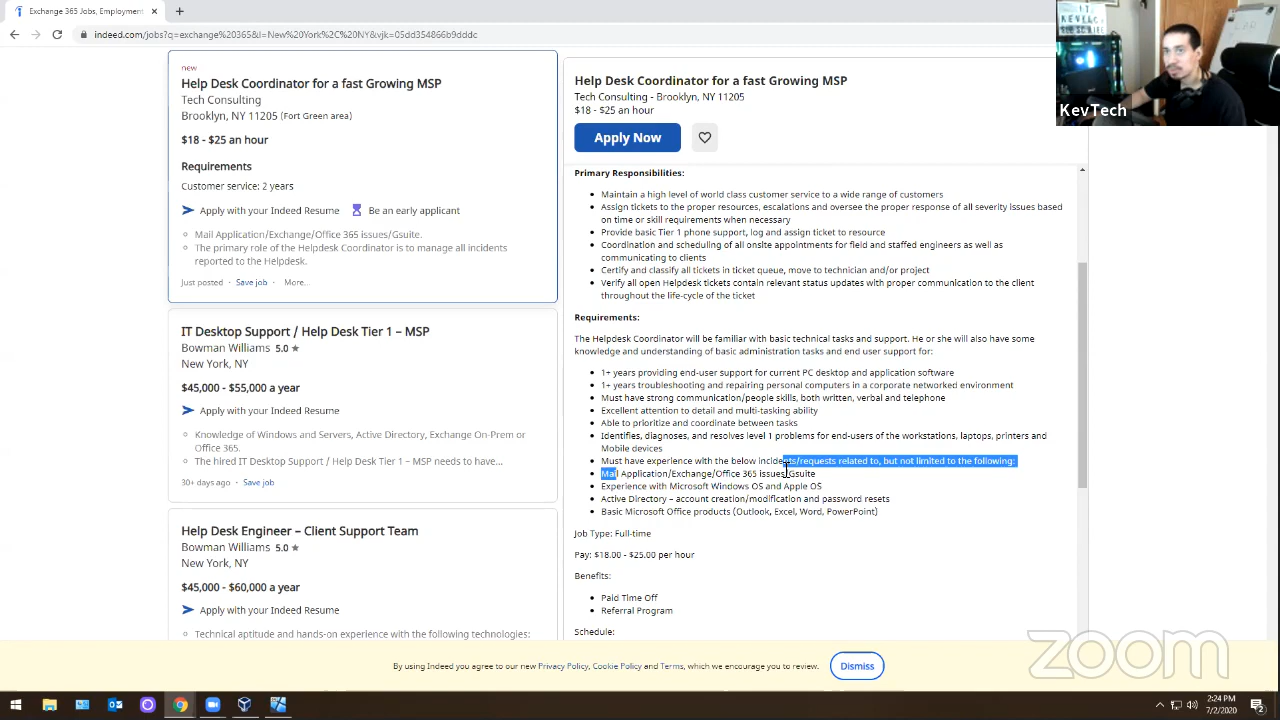 Exchange 365 Jobs, Employment
indeed.com/jobs?q=exchange%20365&l=New%20York%2C%20
Help Desk Coordinator for a fast Growing MSP
Tech Consulting - Brooklyn, NY 11205
$18 - $25 an hour
Apply Now
KevTech
new
Help Desk Coordinator for a fast Growing MSP
Tech Consulting
Brooklyn, NY 11205 (Fort Green area)
$18 - $25 an hour
Requirements
Customer service: 2 years
Apply with your Indeed Resume
Be an early applicant
Mail Application/Exchange/Office 365 issues/Gsuite.
The primary role of the Helpdesk Coordinator is to manage all incidents
reported to the Helpdesk.
Just posted · Save job · More...
IT Desktop Support / Help Desk Tier 1 – MSP
Bowman Williams 5.0 ★
New York, NY
$45,000 - $55,000 a year
Apply with your Indeed Resume
Knowledge of Windows and Servers, Active Directory, Exchange On-Prem or
Office 365.
The hired IT Desktop Support / Help Desk Tier 1 – MSP needs to have...
30+ days ago · Save job
Help Desk Engineer – Client Support Team
Bowman Williams 5.0 ★
New York, NY
$45,000 - $60,000 a year
Apply with your Indeed Resume
Technical aptitude and hands-on experience with the following technologies:
Primary Responsibilities:
Maintain a high level of world class customer service to a wide range of customers
Assign tickets to the proper resources, escalations and oversee the proper response of all severity issues based
on time or skill requirements when necessary
Provide basic Tier 1 phone support, log and assign ticket to resource
Coordination and scheduling of all onsite appointments for field and staffed engineers as well as
communicating to clients
Certify and classify all tickets in ticket queue, move to technician and/or project
Verify all open Helpdesk tickets contain relevant status updates with proper communication to the client
throughout the life-cycle of the ticket
Requirements:
The Helpdesk Coordinator will be familiar with basic technical tasks and support. He or she will also have some
knowledge and understanding of basic administration tasks and end user support for:
1+ years providing end-user support for current PC desktop and application software
1+ years troubleshooting and repairing personal computers in a corporate networked environment
Must have strong communication/people skills, both written, verbal and telephone
Excellent attention to detail and multi-tasking ability
Able to prioritize and coordinate between tasks
Identifies, diagnoses, and resolves level 1 problems for end-users of the workstations, laptops, printers and
Mobile devices
Must have experience with the below incidents/requests related to, but not limited to the following:
Mail Application/Exchange/Office 365 issues/Gsuite
Experience with Microsoft Windows OS and Apple OS
Active Directory – account creation/modification and password resets
Basic Microsoft Office products (Outlook, Excel, Word, PowerPoint)
Job Type: Full-time
Pay: $18.00 - $25.00 per hour
Benefits:
Paid Time Off
Referral Program
Schedule:
By using Indeed you agree to our new Privacy Policy, Cookie Policy and Terms, which we encourage you to review.
Dismiss
zoom
2:24 PM
7/2/2020